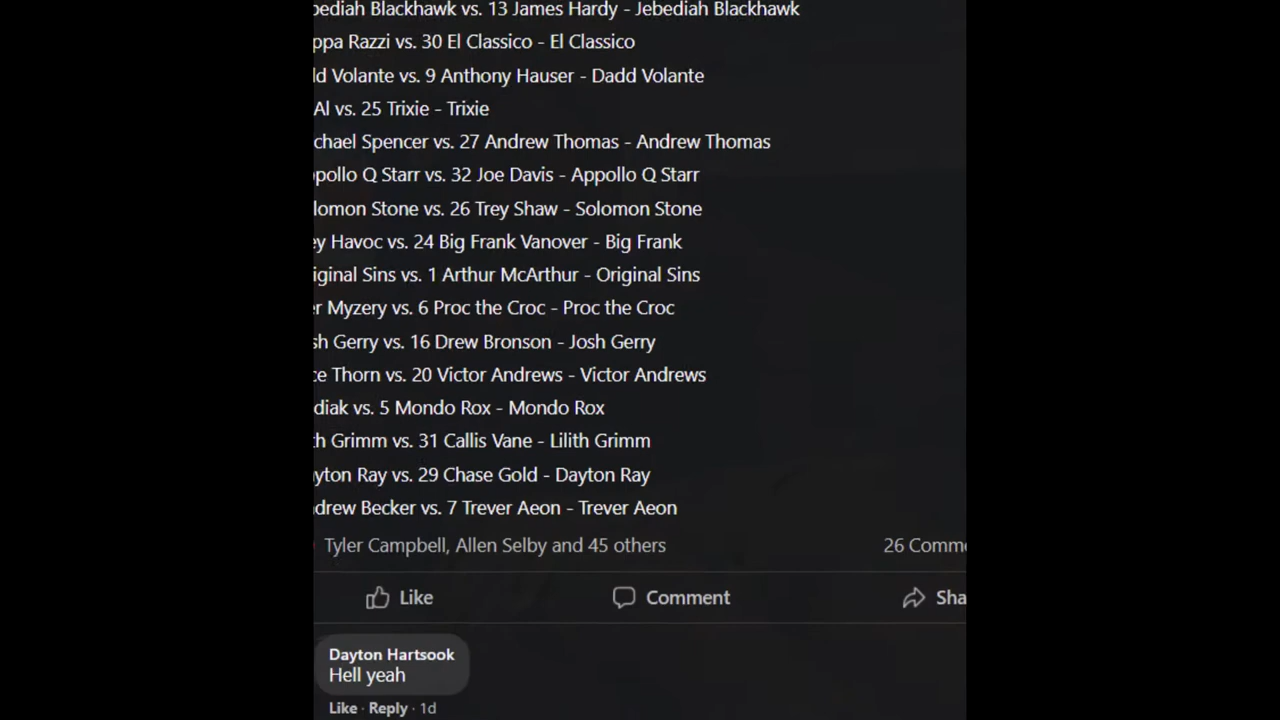 bediah Blackhawk vs. 13 James Hardy - Jebediah Blackhawk
ppa Razzi vs. 30 El Classico - El Classico
ld Volante vs. 9 Anthony Hauser - Dadd Volante
Al vs. 25 Trixie - Trixie
chael Spencer vs. 27 Andrew Thomas - Andrew Thomas
ppollo Q Starr vs. 32 Joe Davis - Appollo Q Starr
lomon Stone vs. 26 Trey Shaw - Solomon Stone
ey Havoc vs. 24 Big Frank Vanover - Big Frank
iginal Sins vs. 1 Arthur McArthur - Original Sins
er Myzery vs. 6 Proc the Croc - Proc the Croc
sh Gerry vs. 16 Drew Bronson - Josh Gerry
ce Thorn vs. 20 Victor Andrews - Victor Andrews
diak vs. 5 Mondo Rox - Mondo Rox
th Grimm vs. 31 Callis Vane - Lilith Grimm
yton Ray vs. 29 Chase Gold - Dayton Ray
drew Becker vs. 7 Trever Aeon - Trever Aeon
Tyler Campbell, Allen Selby and 45 others 26 Comme
Like Comment Sha
Dayton Hartsook
Hell yeah
Like · Reply · 1d